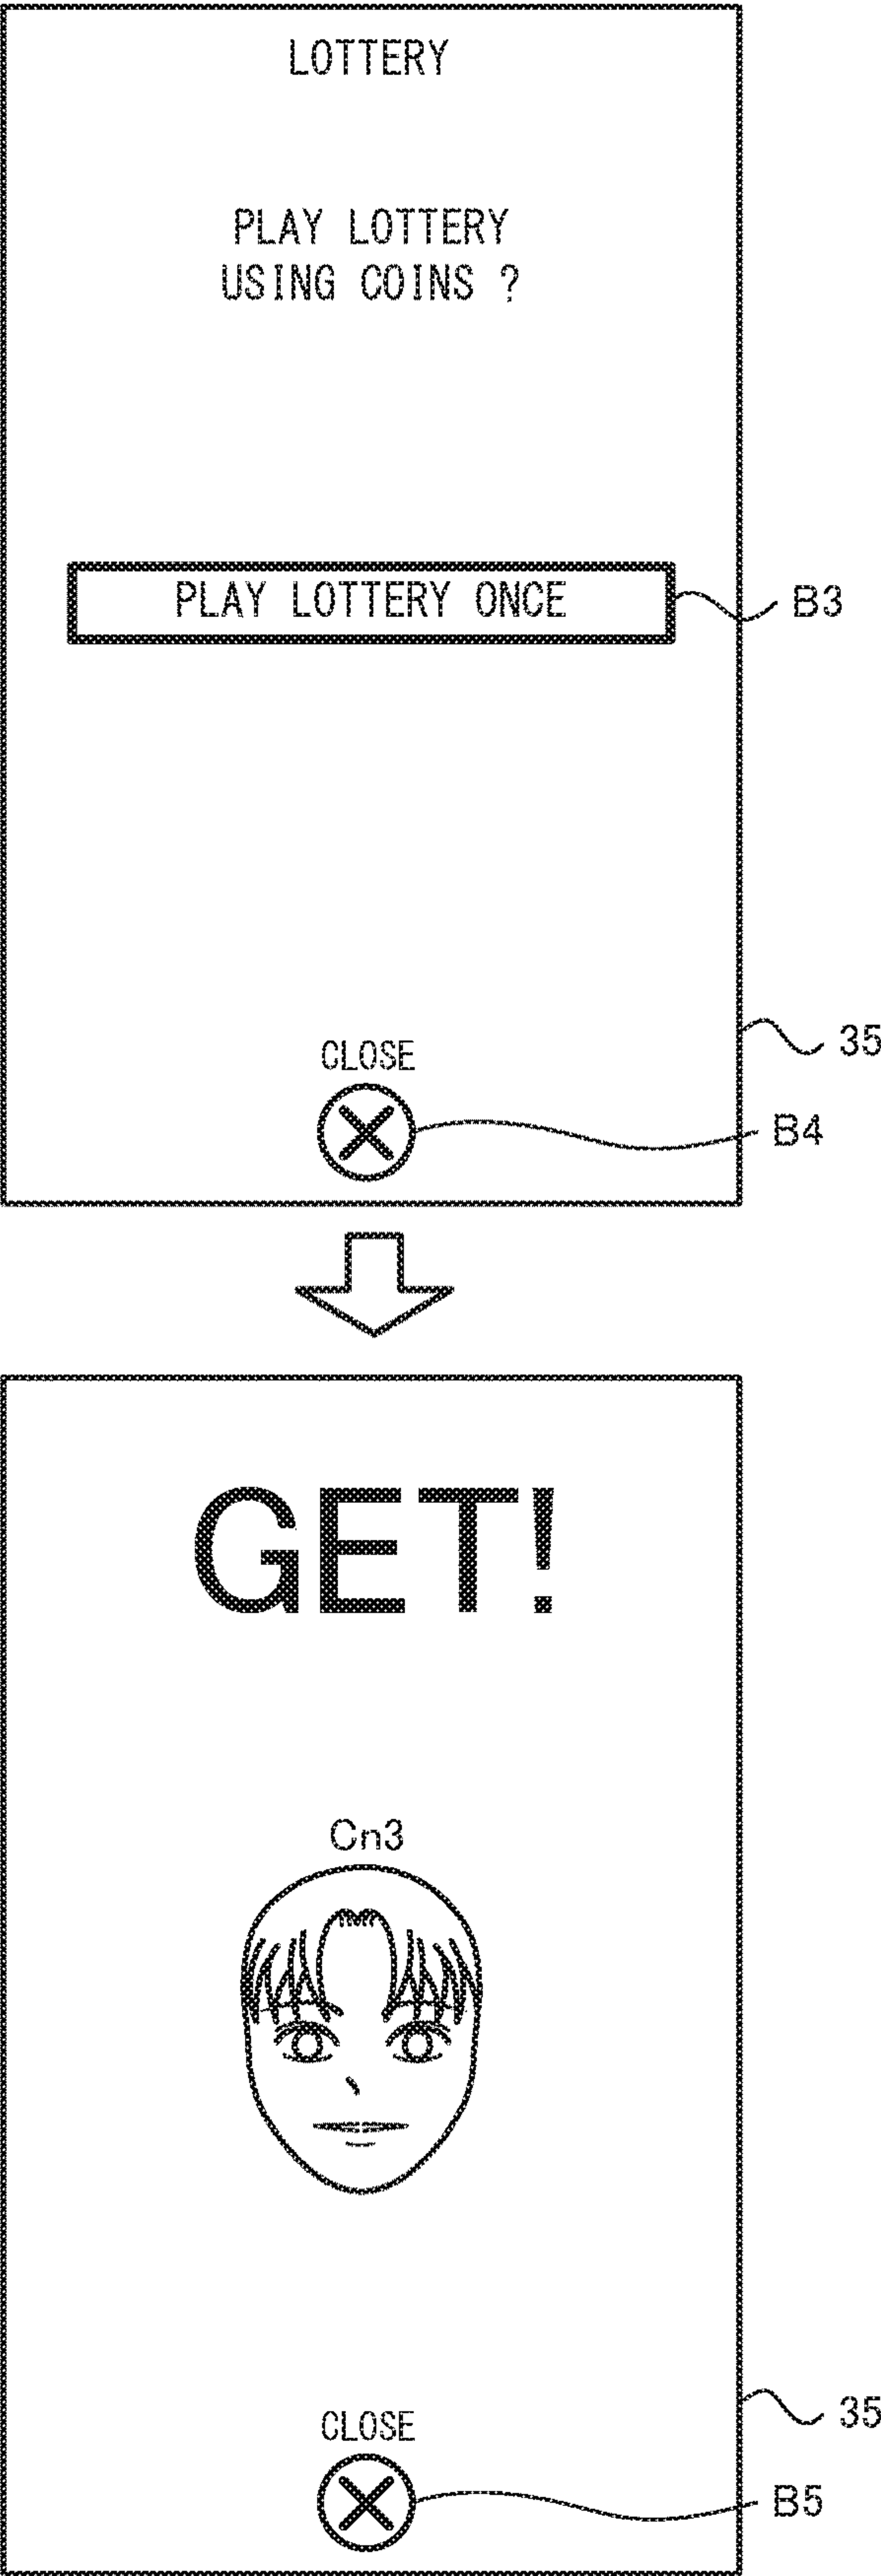 LOTTERY
PLAY LOTTERY
USING COINS ?
PLAY LOTTERY ONCE
B3
35
CLOSE
B4
GET!
Cn3
35
CLOSE
B5